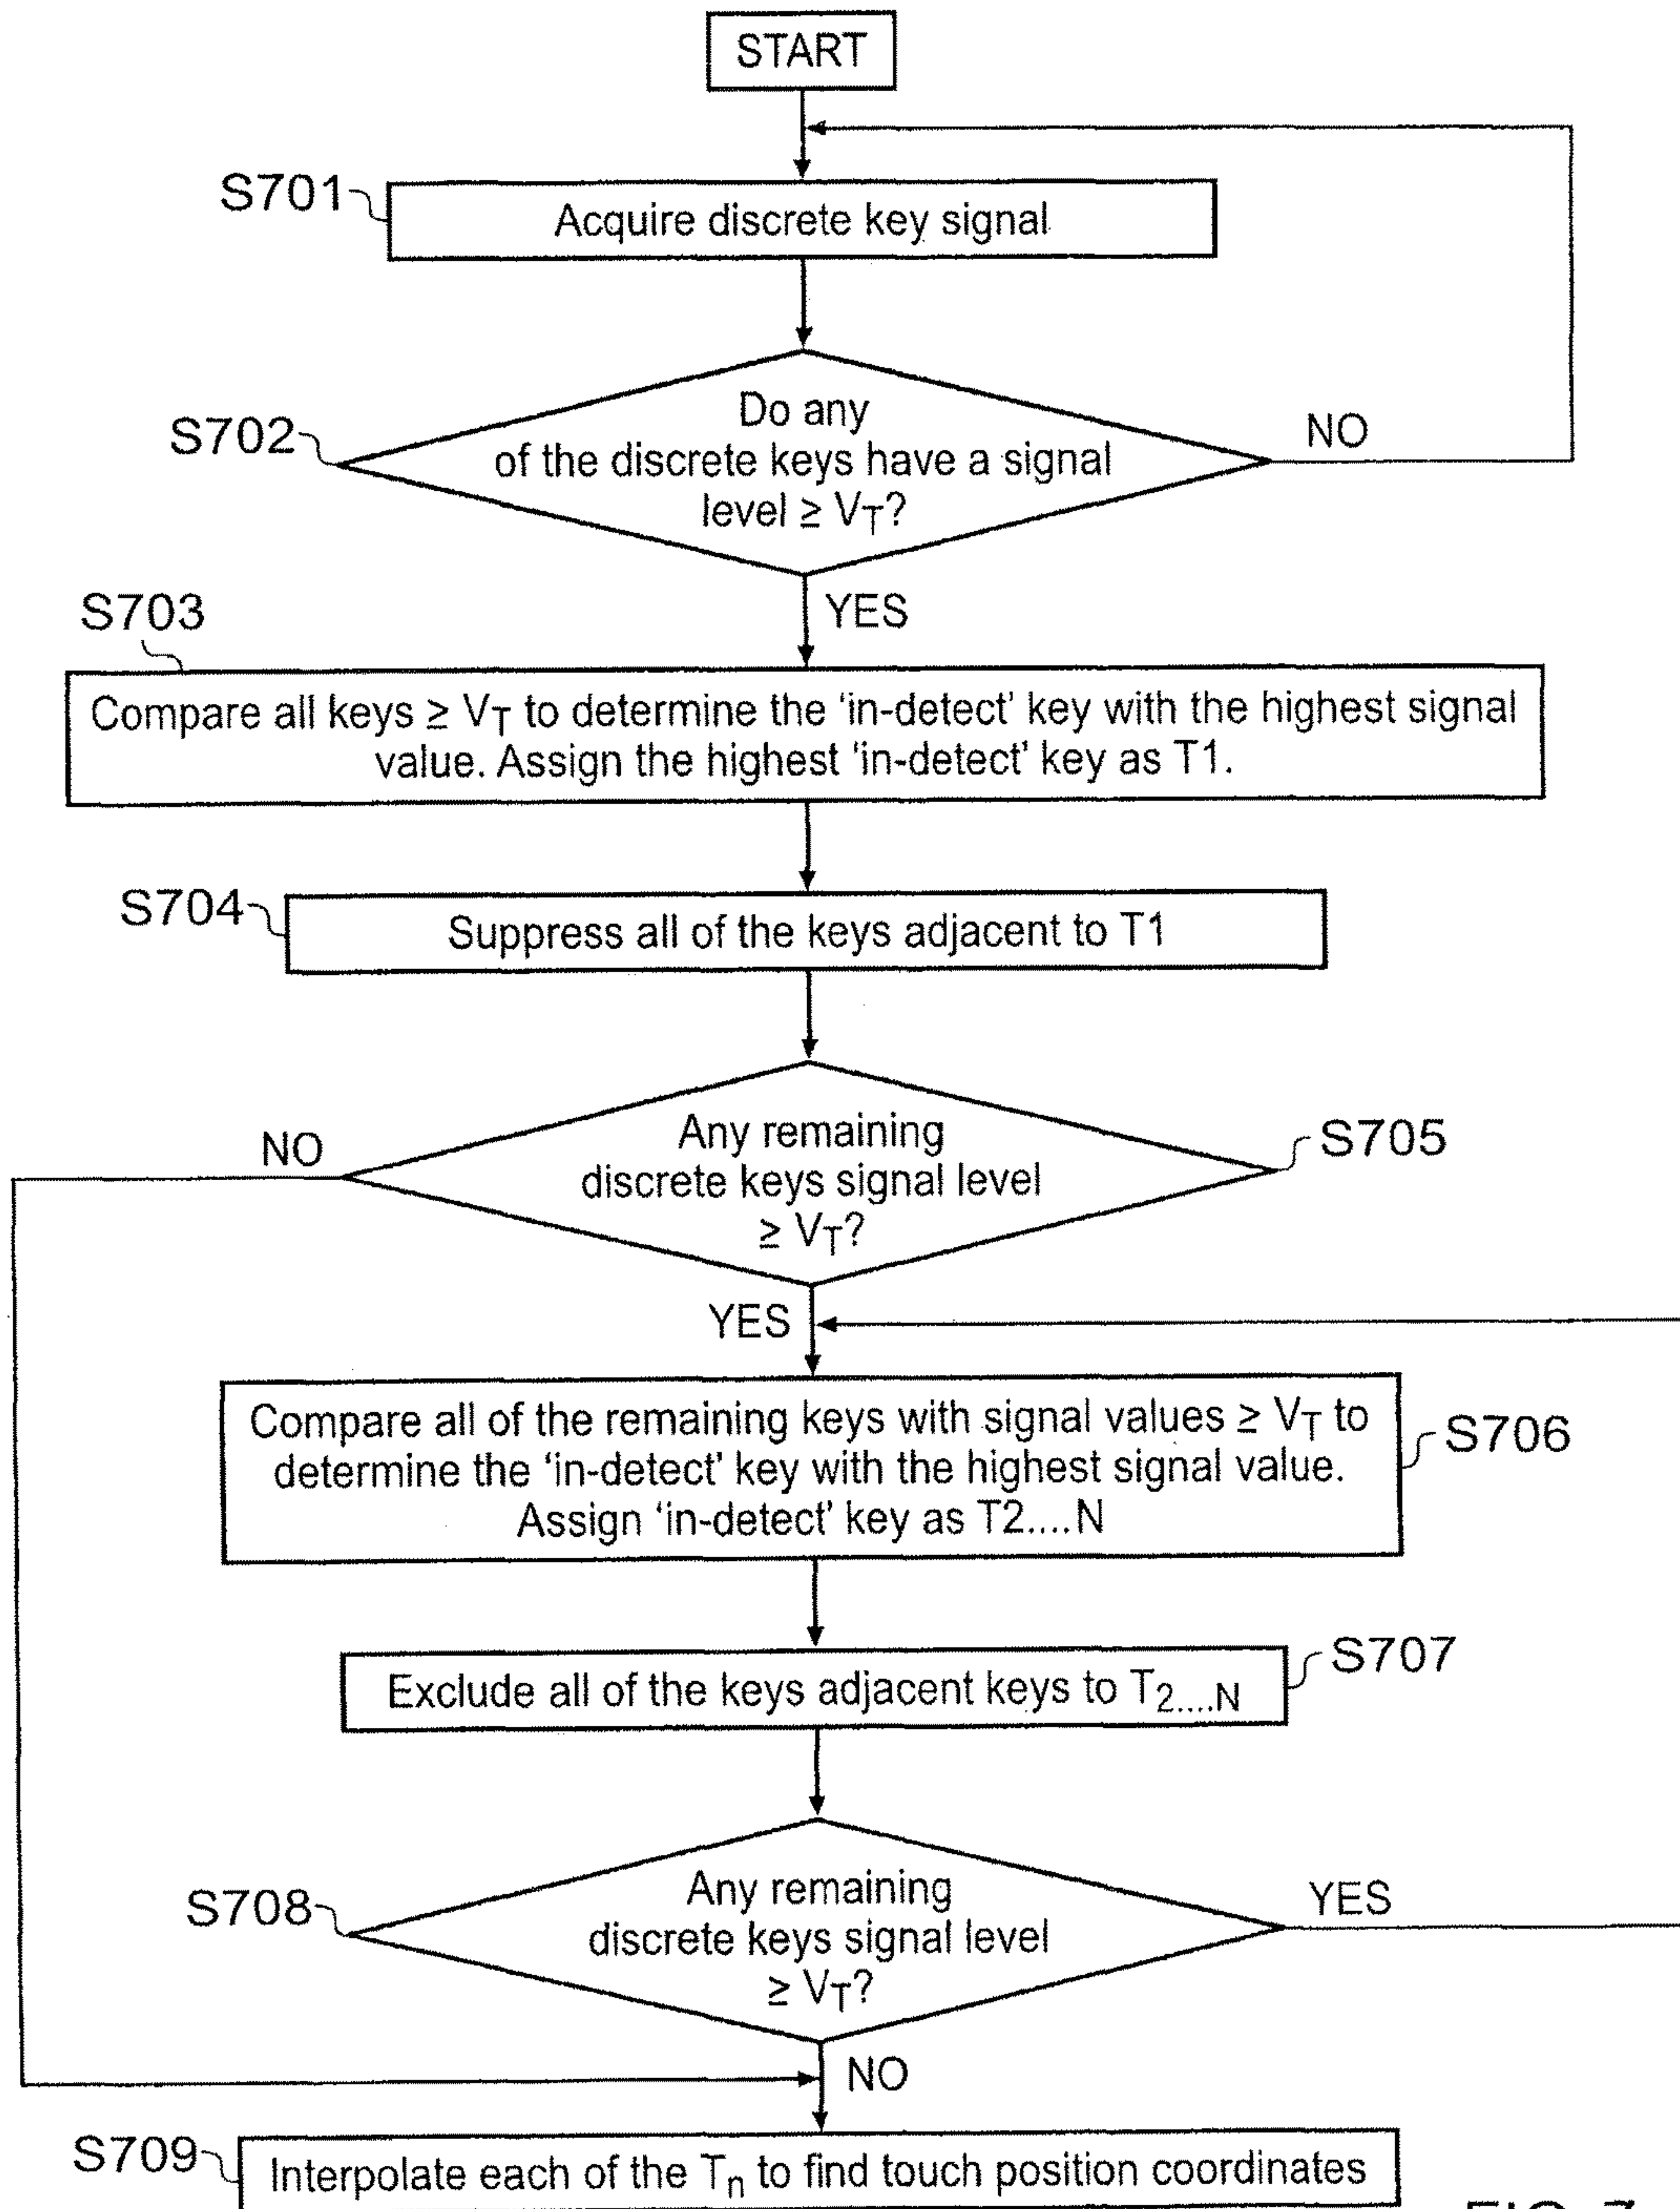 START
S701
Acquire discrete key signal
S702
Do any
of the discrete keys have a signal
level ≥ VT?
NO
YES
S703
Compare all keys ≥ VT to determine the ‘in-detect’ key with the highest signal
value. Assign the highest ‘in-detect’ key as T1.
S704
Suppress all of the keys adjacent to T1
S705
Any remaining
discrete keys signal level
≥ VT?
NO
YES
S706
Compare all of the remaining keys with signal values ≥ VT to
determine the ‘in-detect’ key with the highest signal value.
Assign ‘in-detect’ key as T2....N
S707
Exclude all of the keys adjacent keys to T2....N
S708
Any remaining
discrete keys signal level
≥ VT?
YES
NO
S709
Interpolate each of the Tn to find touch position coordinates